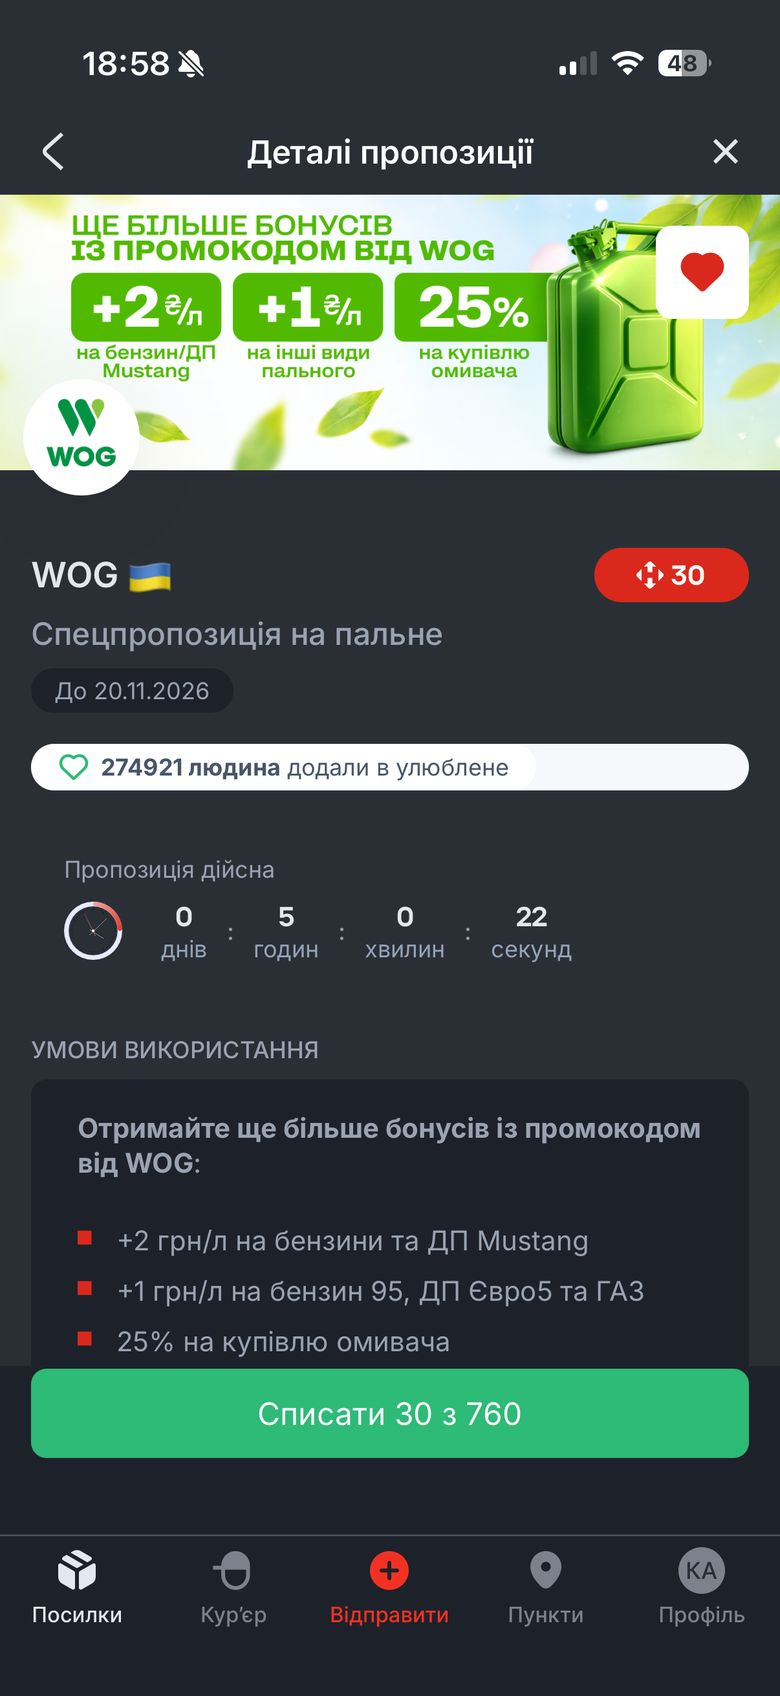 18:58
48
Деталі пропозиції
ЩЕ БІЛЬШЕ БОНУСІВ
ІЗ ПРОМОКОДОМ ВІД WOG
+2 ₴/л
на бензин/ДП
Mustang
+1 ₴/л
на інші види
пального
25%
на купівлю
омивача
WOG
WOG 🇺🇦
30
Спецпропозиція на пальне
До 20.11.2026
274921 людина додали в улюблене
Пропозиція дійсна
0 : 5 : 0 : 22
днів годин хвилин секунд
УМОВИ ВИКОРИСТАННЯ
Отримайте ще більше бонусів із промокодом
від WOG:
+2 грн/л на бензини та ДП Mustang
+1 грн/л на бензин 95, ДП Євро5 та ГАЗ
25% на купівлю омивача
Списати 30 з 760
КА
Посилки Кур’єр Відправити Пункти Профіль